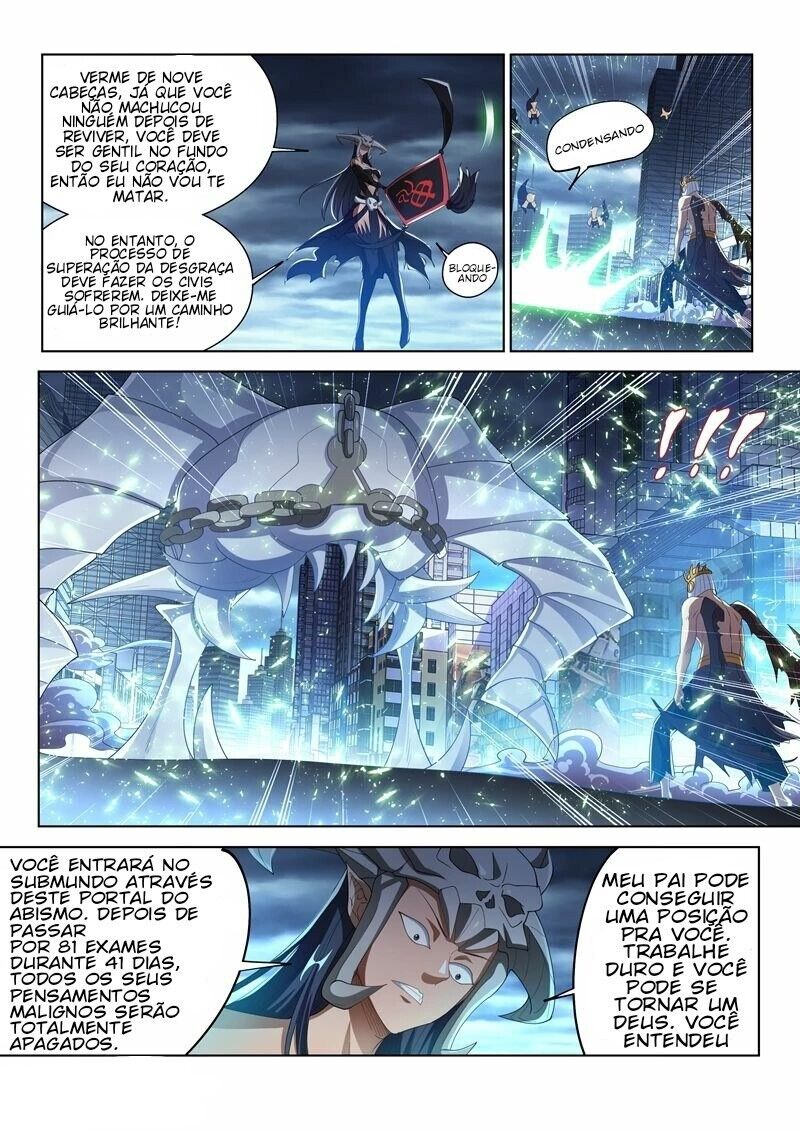 VERME DE NOVE
CABEÇAS, JÁ QUE VOCÊ
NÃO MACHUCOU
NINGUÉM DEPOIS DE
REVIVER, VOCÊ DEVE
SER GENTIL NO FUNDO
DO SEU CORAÇÃO,
ENTÃO EU NÃO VOU TE
MATAR.
NO ENTANTO, O
PROCESSO DE
SUPERAÇÃO DA DESGRAÇA
DEVE FAZER OS CIVIS
SOFREREM. DEIXE-ME
GUIÁ-LO POR UM CAMINHO
BRILHANTE!
BLOQUE-
ANDO
CONDENSANDO
!!!
VOCÊ ENTRARÁ NO
SUBMUNDO ATRAVÉS
DESTE PORTAL DO
ABISMO. DEPOIS DE
PASSAR
POR 81 EXAMES
DURANTE 41 DIAS,
TODOS OS SEUS
PENSAMENTOS
MALIGNOS SERÃO
TOTALMENTE
APAGADOS.
MEU PAI PODE
CONSEGUIR
UMA POSIÇÃO
PRA VOCÊ.
TRABALHE
DURO E VOCÊ
PODE SE
TORNAR UM
DEUS. VOCÊ
ENTENDEU